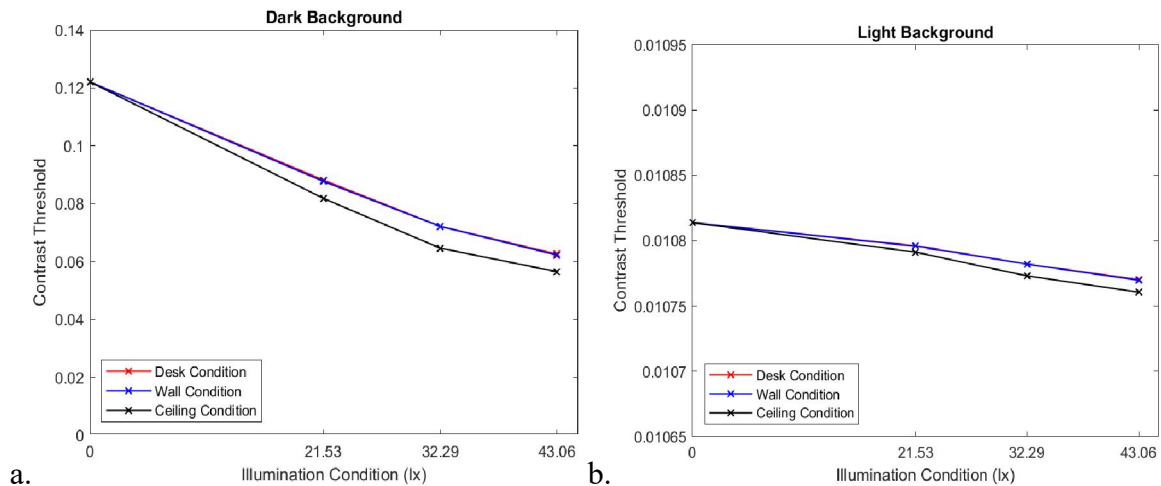 Dark Background
0.14
0.12
0.1
0.08
0.06
0.04
0.02
0
Contrast Threshold
Desk Condition
Wall Condition
Ceiling Condition
0 21.53 32.29 43.06
Illumination Condition (lx)
a.
Light Background
0.01095
0.0109
0.01085
0.0108
0.01075
0.0107
0.01065
Contrast Threshold
Desk Condition
Wall Condition
Ceiling Condition
0 21.53 32.29 43.06
Illumination Condition (lx)
b.